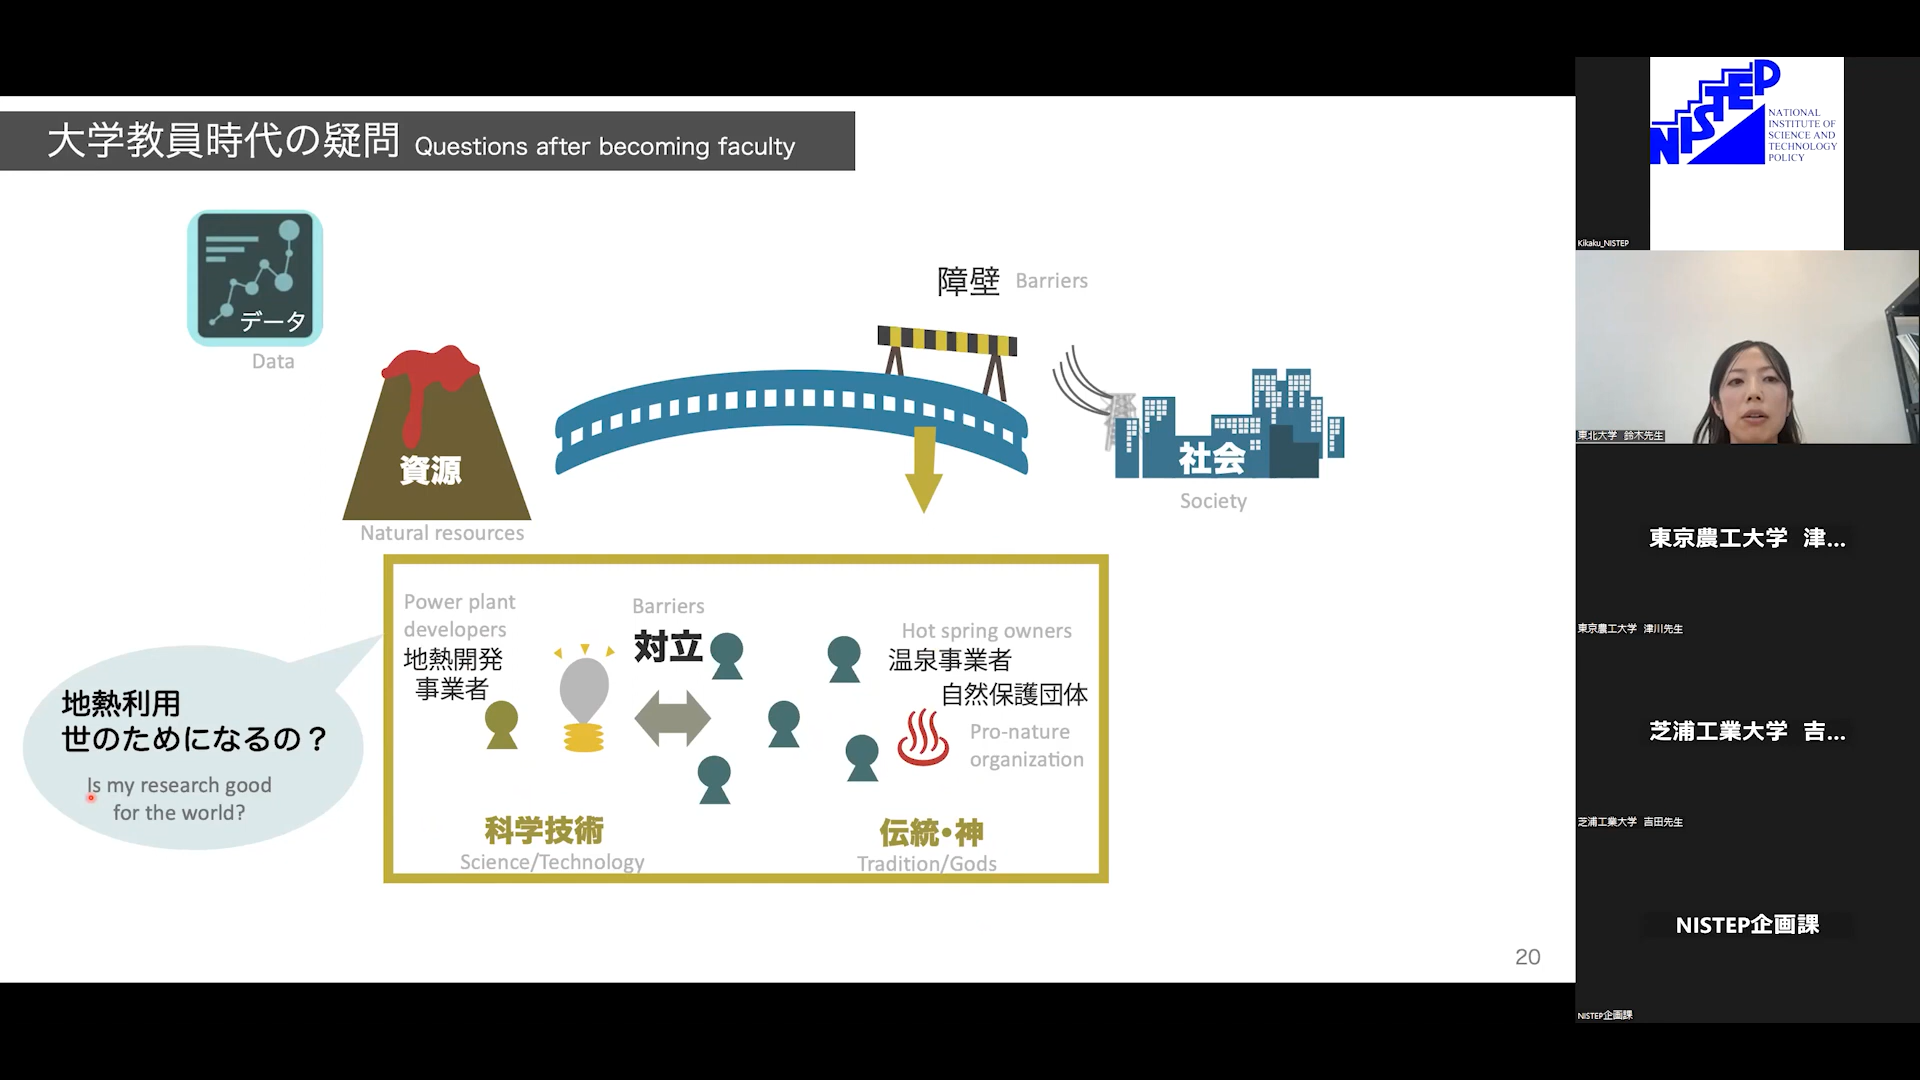 大学教員時代の疑問 Questions after becoming faculty
データ
Data
障壁 Barriers
資源
Natural resources
社会
Society
Power plant
developers
地熱開発
事業者
Barriers
対立
Hot spring owners
温泉事業者
自然保護団体
Pro-nature
organization
科学技術
Science/Technology
伝統・神
Tradition/Gods
地熱利用
世のためになるの？
Is my research good
for the world?
20
NISTEP
NATIONAL
INSTITUTE OF
SCIENCE AND
TECHNOLOGY
POLICY
Kikaku_NISTEP
東北大学 鈴木先生
東京農工大学 津...
東京農工大学 津川先生
芝浦工業大学 吉...
芝浦工業大学 吉田先生
NISTEP企画課
NISTEP企画課